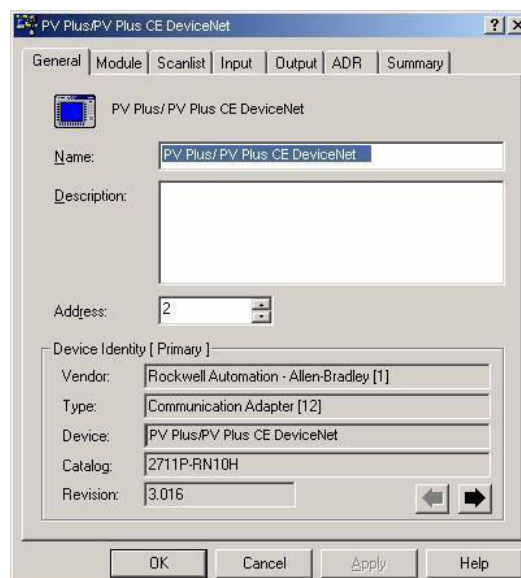 PV Plus/PV Plus CE DeviceNet
? x
General Module Scanlist Input Output ADR Summary
PV Plus/ PV Plus CE DeviceNet
Name: PV Plus/ PV Plus CE DeviceNet
Description:
Address: 2
Device Identity [ Primary ]
Vendor: Rockwell Automation - Allen-Bradley [1]
Type: Communication Adapter [12]
Device: PV Plus/PV Plus CE DeviceNet
Catalog: 2711P-RN10H
Revision: 3.016
OK Cancel Apply Help